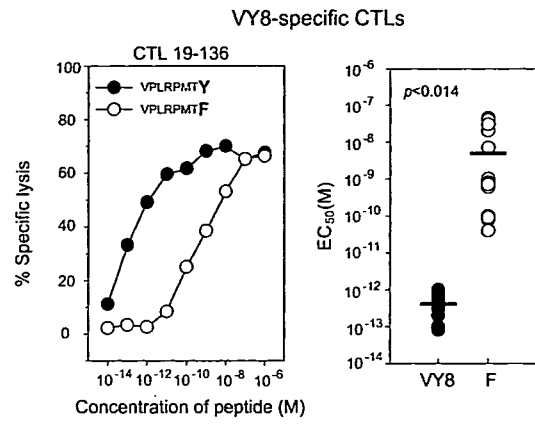 VY8-specific CTLs
CTL 19-136
100
80
60
40
20
0
% Specific lysis
VPLRPMTY
VPLRPMTF
10-14 10-12 10-10 10-8 10-6
Concentration of peptide (M)
10-6
10-7
10-8
10-9
10-10
10-11
10-12
10-13
10-14
EC50(M)
p<0.014
VY8 F